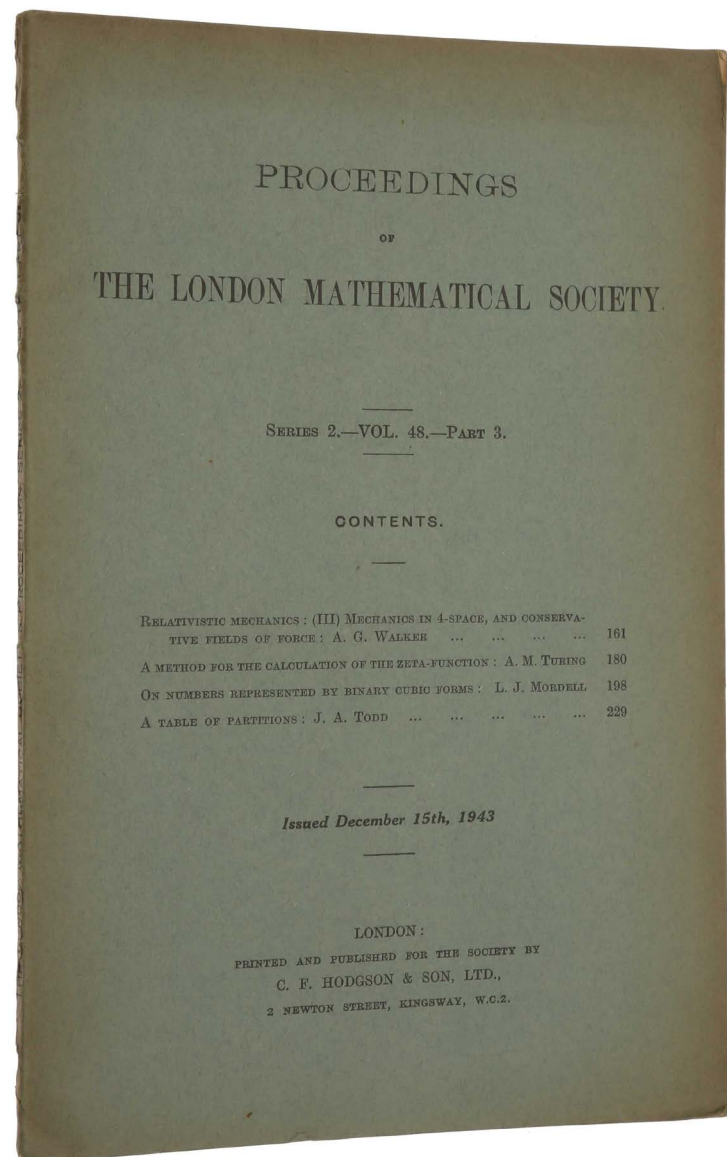 PROCEEDINGS
OF
THE LONDON MATHEMATICAL SOCIETY.
SERIES 2.—VOL. 48.—PART 3.
CONTENTS.
RELATIVISTIC MECHANICS : (III) MECHANICS IN 4-SPACE, AND CONSERVA-
TIVE FIELDS OF FORCE : A. G. WALKER ... ... ... ... 161
A METHOD FOR THE CALCULATION OF THE ZETA-FUNCTION : A. M. TURING 180
ON NUMBERS REPRESENTED BY BINARY CUBIC FORMS : L. J. MORDELL 198
A TABLE OF PARTITIONS : J. A. TODD ... ... ... ... ... 229
Issued December 15th, 1943
LONDON :
PRINTED AND PUBLISHED FOR THE SOCIETY BY
C. F. HODGSON & SON, LTD.,
2 NEWTON STREET, KINGSWAY, W.C.2.